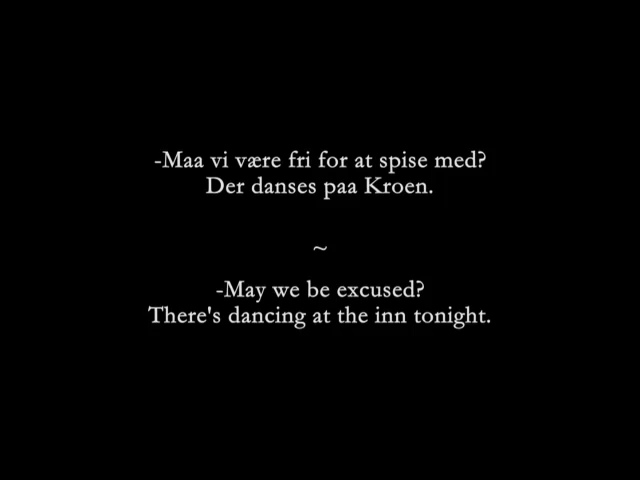 -Maa vi være fri for at spise med?
Der danses paa Kroen.
~
-May we be excused?
There's dancing at the inn tonight.